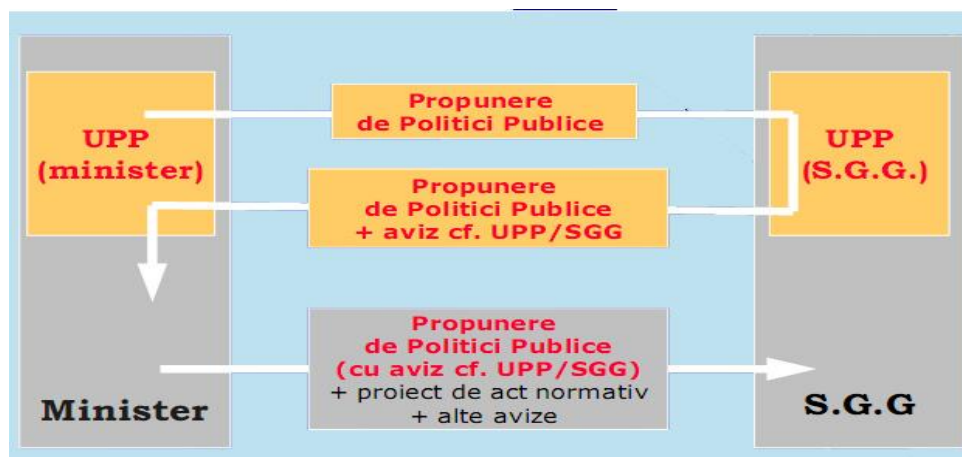 Propunere
de Politici Publice
UPP
(minister)
UPP
(S.G.G.)
Propunere
de Politici Publice
+ aviz cf. UPP/SGG
Propunere
de Politici Publice
(cu aviz cf. UPP/SGG)
+ proiect de act normativ
+ alte avize
Minister
S.G.G